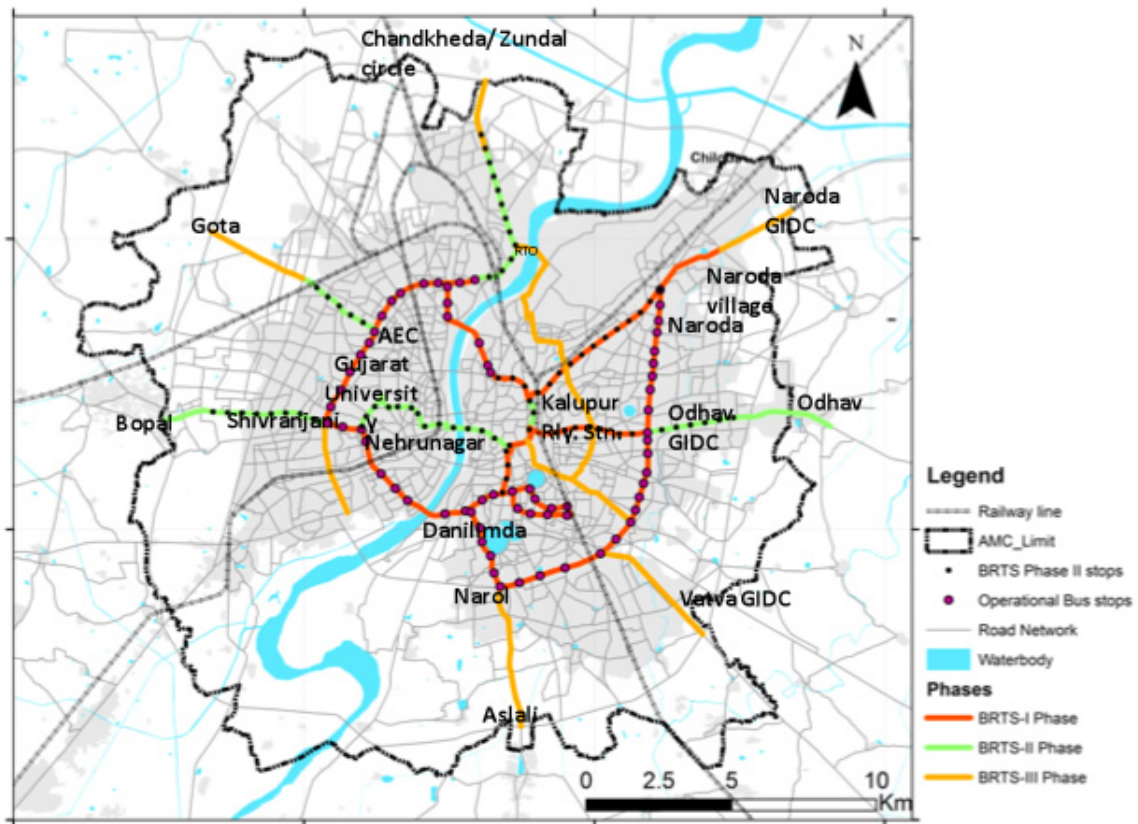 Chandkheda/ Zundal
circle
N
Naroda
GIDC
Gota
RTO
Naroda
village
Naroda
AEC
Gujarat
Universit
y
Bopal
Shivranjani
Nehrunagar
Kalupur
Rly. Stn.
Odhav
GIDC
Odhav
Danilimda
Narol
Vatva GIDC
Aslali
0 2.5 5 10
Km
Legend
Railway line
AMC_Limit
BRTS Phase II stops
Operational Bus stops
Road Network
Waterbody
Phases
BRTS-I Phase
BRTS-II Phase
BRTS-III Phase